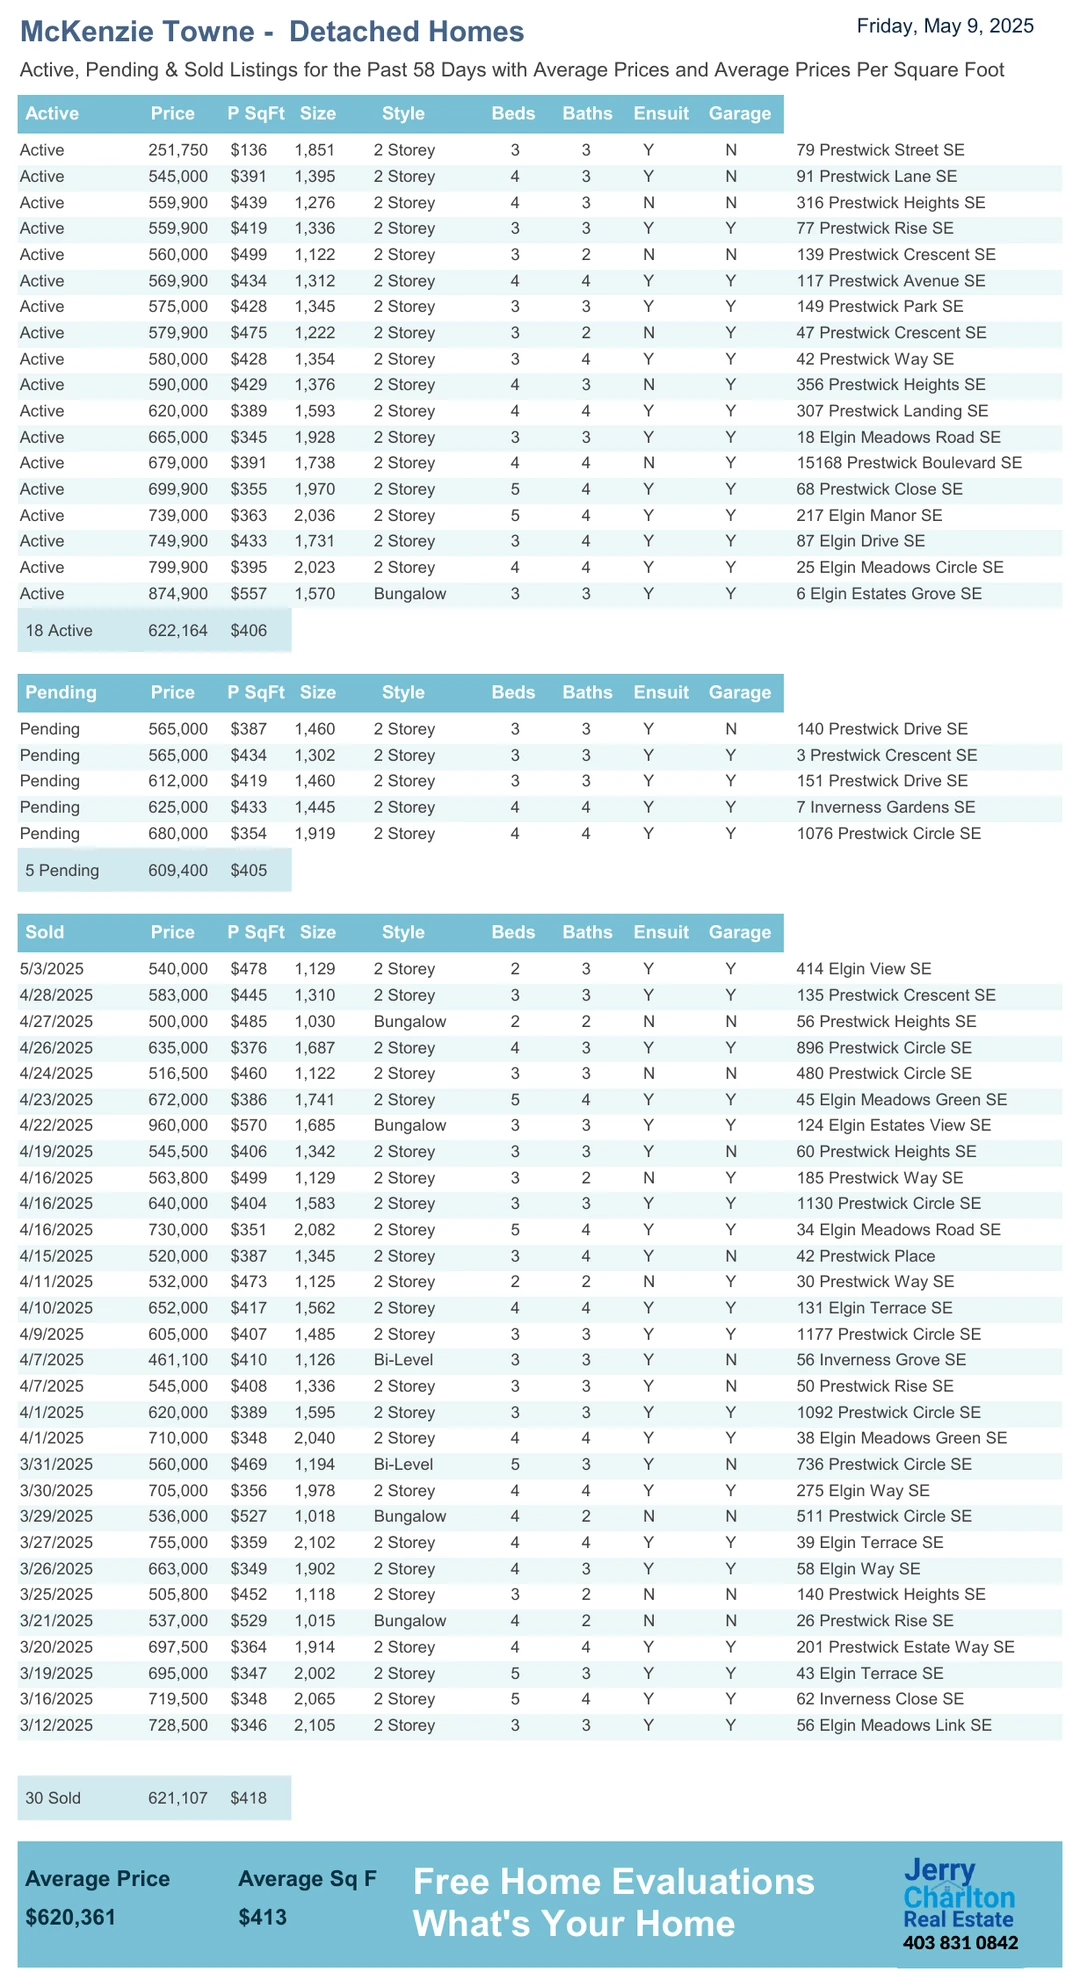 McKenzie Towne - Detached Homes Friday, May 9, 2025
Active, Pending & Sold Listings for the Past 58 Days with Average Prices and Average Prices Per Square Foot
Active Price P SqFt Size Style Beds Baths Ensuit Garage
Active 251,750 $136 1,851 2 Storey 3 3 Y N 79 Prestwick Street SE
Active 545,000 $391 1,395 2 Storey 4 3 Y N 91 Prestwick Lane SE
Active 559,900 $439 1,276 2 Storey 4 3 N N 316 Prestwick Heights SE
Active 559,900 $419 1,336 2 Storey 3 3 Y Y 77 Prestwick Rise SE
Active 560,000 $499 1,122 2 Storey 3 2 N N 139 Prestwick Crescent SE
Active 569,900 $434 1,312 2 Storey 4 4 Y Y 117 Prestwick Avenue SE
Active 575,000 $428 1,345 2 Storey 3 3 Y Y 149 Prestwick Park SE
Active 579,900 $475 1,222 2 Storey 3 2 N Y 47 Prestwick Crescent SE
Active 580,000 $428 1,354 2 Storey 3 4 Y Y 42 Prestwick Way SE
Active 590,000 $429 1,376 2 Storey 4 3 N Y 356 Prestwick Heights SE
Active 620,000 $389 1,593 2 Storey 4 4 Y Y 307 Prestwick Landing SE
Active 665,000 $345 1,928 2 Storey 3 3 Y Y 18 Elgin Meadows Road SE
Active 679,000 $391 1,738 2 Storey 4 4 N Y 15168 Prestwick Boulevard SE
Active 699,900 $355 1,970 2 Storey 5 4 Y Y 68 Prestwick Close SE
Active 739,000 $363 2,036 2 Storey 5 4 Y Y 217 Elgin Manor SE
Active 749,900 $433 1,731 2 Storey 3 4 Y Y 87 Elgin Drive SE
Active 799,900 $395 2,023 2 Storey 4 4 Y Y 25 Elgin Meadows Circle SE
Active 874,900 $557 1,570 Bungalow 3 3 Y Y 6 Elgin Estates Grove SE
18 Active 622,164 $406
Pending Price P SqFt Size Style Beds Baths Ensuit Garage
Pending 565,000 $387 1,460 2 Storey 3 3 Y N 140 Prestwick Drive SE
Pending 565,000 $434 1,302 2 Storey 3 3 Y Y 3 Prestwick Crescent SE
Pending 612,000 $419 1,460 2 Storey 3 3 Y Y 151 Prestwick Drive SE
Pending 625,000 $433 1,445 2 Storey 4 4 Y Y 7 Inverness Gardens SE
Pending 680,000 $354 1,919 2 Storey 4 4 Y Y 1076 Prestwick Circle SE
5 Pending 609,400 $405
Sold Price P SqFt Size Style Beds Baths Ensuit Garage
5/3/2025 540,000 $478 1,129 2 Storey 2 3 Y Y 414 Elgin View SE
4/28/2025 583,000 $445 1,310 2 Storey 3 3 Y Y 135 Prestwick Crescent SE
4/27/2025 500,000 $485 1,030 Bungalow 2 2 N N 56 Prestwick Heights SE
4/26/2025 635,000 $376 1,687 2 Storey 4 3 Y Y 896 Prestwick Circle SE
4/24/2025 516,500 $460 1,122 2 Storey 3 3 N N 480 Prestwick Circle SE
4/23/2025 672,000 $386 1,741 2 Storey 5 4 Y Y 45 Elgin Meadows Green SE
4/22/2025 960,000 $570 1,685 Bungalow 3 3 Y Y 124 Elgin Estates View SE
4/19/2025 545,500 $406 1,342 2 Storey 3 3 Y N 60 Prestwick Heights SE
4/16/2025 563,800 $499 1,129 2 Storey 3 2 N Y 185 Prestwick Way SE
4/16/2025 640,000 $404 1,583 2 Storey 3 3 Y Y 1130 Prestwick Circle SE
4/16/2025 730,000 $351 2,082 2 Storey 5 4 Y Y 34 Elgin Meadows Road SE
4/15/2025 520,000 $387 1,345 2 Storey 3 4 Y N 42 Prestwick Place
4/11/2025 532,000 $473 1,125 2 Storey 2 2 N Y 30 Prestwick Way SE
4/10/2025 652,000 $417 1,562 2 Storey 4 4 Y Y 131 Elgin Terrace SE
4/9/2025 605,000 $407 1,485 2 Storey 3 3 Y Y 1177 Prestwick Circle SE
4/7/2025 461,100 $410 1,126 Bi-Level 3 3 Y N 56 Inverness Grove SE
4/7/2025 545,000 $408 1,336 2 Storey 3 3 Y N 50 Prestwick Rise SE
4/1/2025 620,000 $389 1,595 2 Storey 3 3 Y Y 1092 Prestwick Circle SE
4/1/2025 710,000 $348 2,040 2 Storey 4 4 Y Y 38 Elgin Meadows Green SE
3/31/2025 560,000 $469 1,194 Bi-Level 5 3 Y N 736 Prestwick Circle SE
3/30/2025 705,000 $356 1,978 2 Storey 4 4 Y Y 275 Elgin Way SE
3/29/2025 536,000 $527 1,018 Bungalow 4 2 N N 511 Prestwick Circle SE
3/27/2025 755,000 $359 2,102 2 Storey 4 4 Y Y 39 Elgin Terrace SE
3/26/2025 663,000 $349 1,902 2 Storey 4 3 Y Y 58 Elgin Way SE
3/25/2025 505,800 $452 1,118 2 Storey 3 2 N N 140 Prestwick Heights SE
3/21/2025 537,000 $529 1,015 Bungalow 4 2 N N 26 Prestwick Rise SE
3/20/2025 697,500 $364 1,914 2 Storey 4 4 Y Y 201 Prestwick Estate Way SE
3/19/2025 695,000 $347 2,002 2 Storey 5 3 Y Y 43 Elgin Terrace SE
3/16/2025 719,500 $348 2,065 2 Storey 5 4 Y Y 62 Inverness Close SE
3/12/2025 728,500 $346 2,105 2 Storey 3 3 Y Y 56 Elgin Meadows Link SE
30 Sold 621,107 $418
Average Price Average Sq F
$620,361 $413
Free Home Evaluations
What's Your Home
Jerry
Charlton
Real Estate
403 831 0842